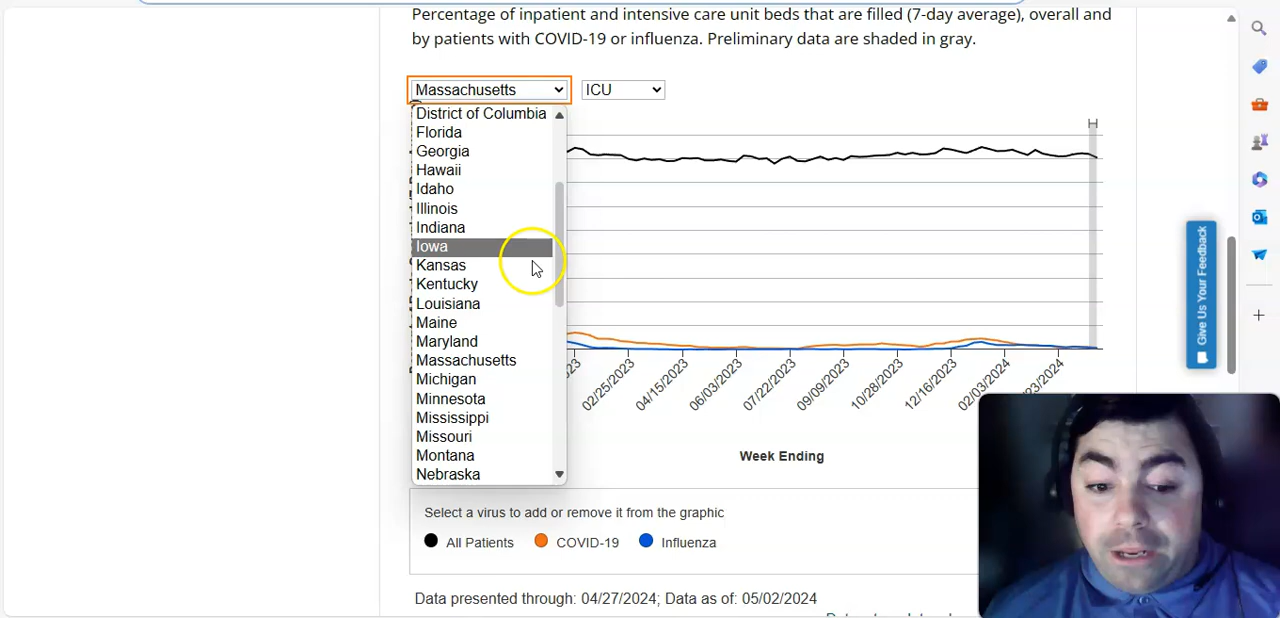 Percentage of inpatient and intensive care unit beds that are filled (7-day average), overall and
by patients with COVID-19 or influenza. Preliminary data are shaded in gray.
Massachusetts
ICU
District of Columbia
Florida
Georgia
Hawaii
Idaho
Illinois
Indiana
Iowa
Kansas
Kentucky
Louisiana
Maine
Maryland
Massachusetts
Michigan
Minnesota
Mississippi
Missouri
Montana
Nebraska
02/25/2023
04/15/2023
06/03/2023
07/22/2023
09/09/2023
10/28/2023
12/16/2023
02/03/2024
Week Ending
Select a virus to add or remove it from the graphic
All Patients
COVID-19
Influenza
Data presented through: 04/27/2024; Data as of: 05/02/2024
Give Us Your Feedback